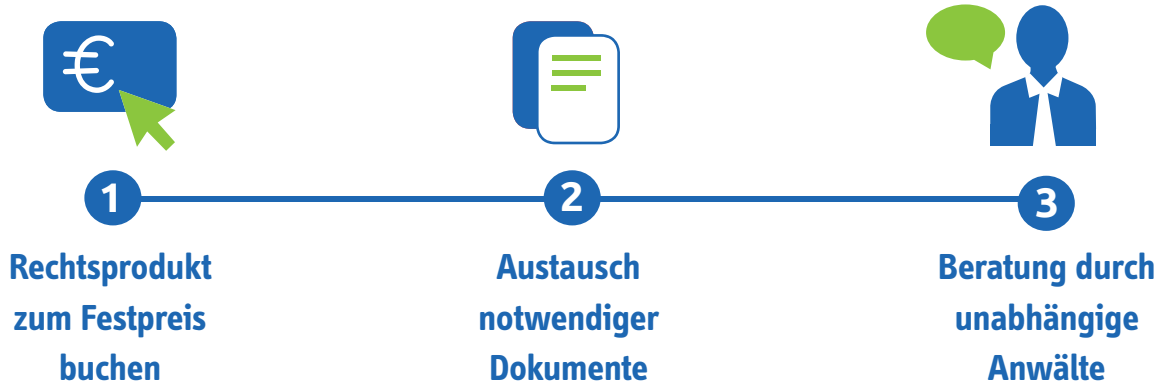 €
1
Rechtsprodukt
zum Festpreis
buchen
2
Austausch
notwendiger
Dokumente
3
Beratung durch
unabhängige
Anwälte